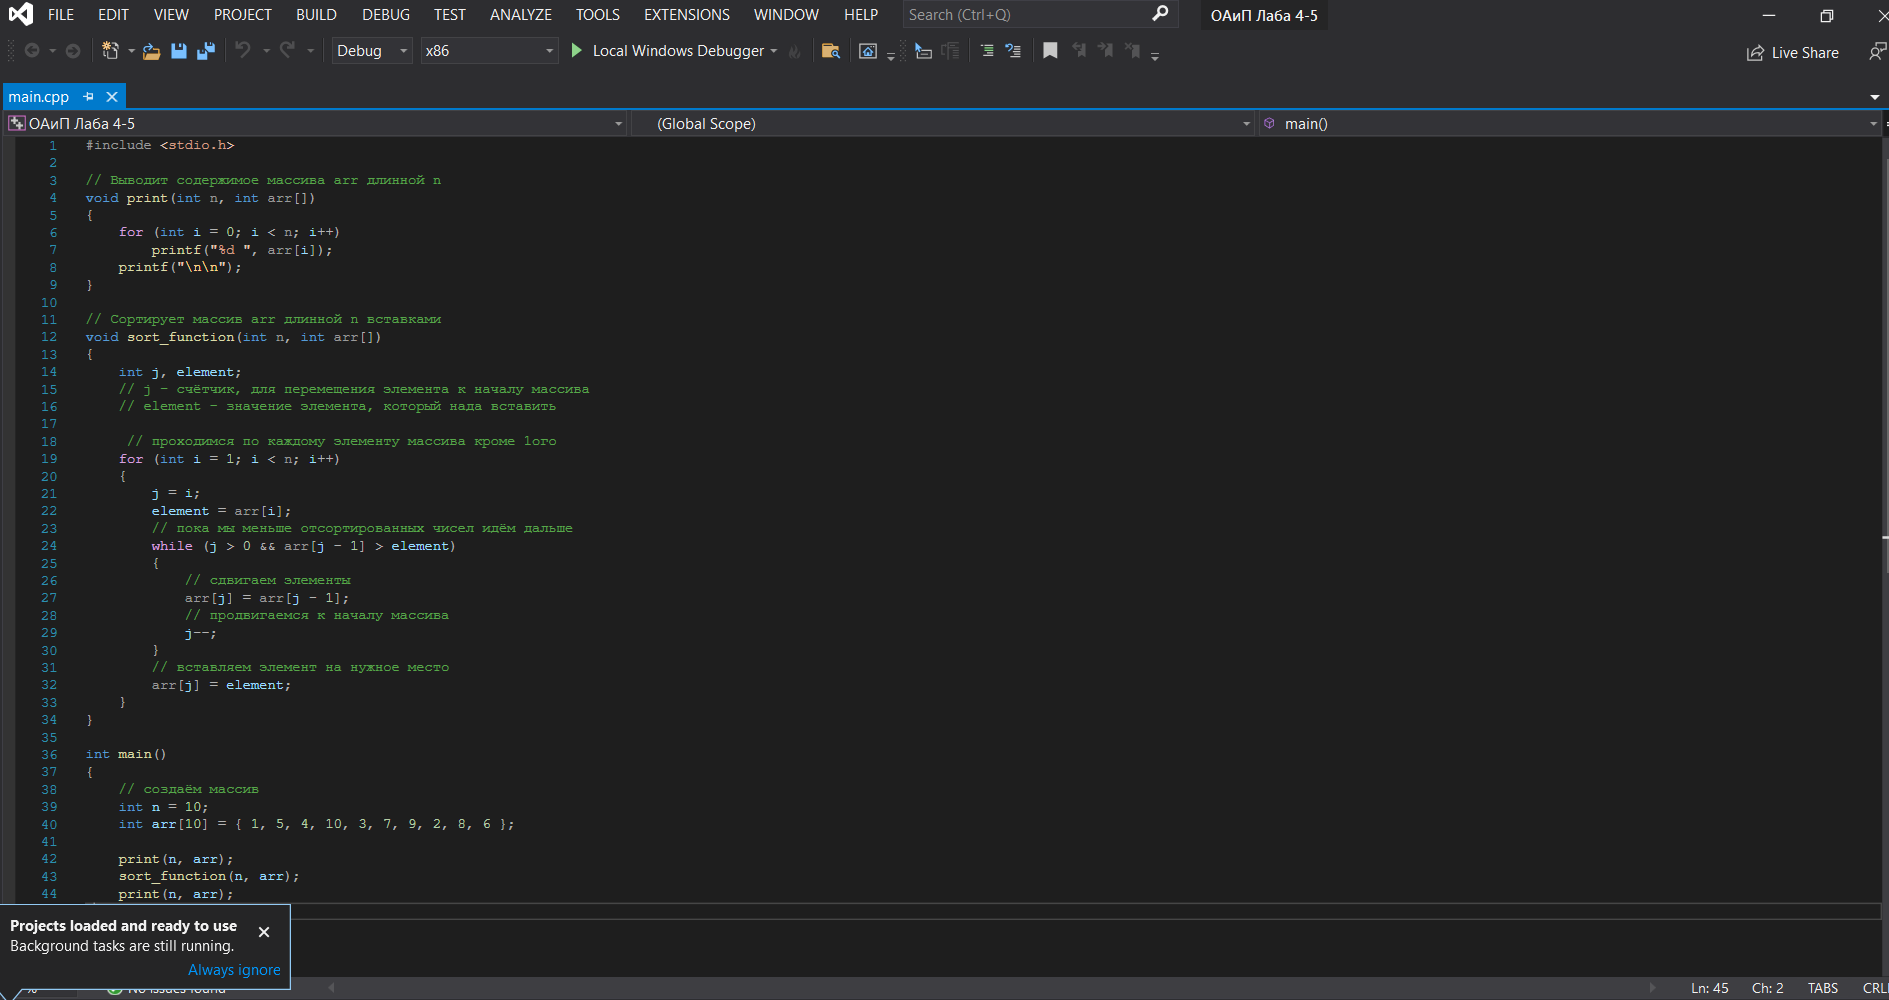 FILE EDIT VIEW PROJECT BUILD DEBUG TEST ANALYZE TOOLS EXTENSIONS WINDOW HELP Search (Ctrl+Q) ОАиП Лаба 4-5
Debug x86 Local Windows Debugger Live Share
main.cpp
ОАиП Лаба 4-5 (Global Scope) main()
1 #include <stdio.h>
2
3 // Выводит содержимое массива arr длинной n
4 void print(int n, int arr[])
5 {
6 for (int i = 0; i < n; i++)
7 printf("%d ", arr[i]);
8 printf("\n\n");
9 }
10
11 // Сортирует массив arr длинной n вставками
12 void sort_function(int n, int arr[])
13 {
14 int j, element;
15 // j - счётчик, для перемещения элемента к началу массива
16 // element - значение элемента, который нада вставить
17
18 // проходимся по каждому элементу массива кроме 1ого
19 for (int i = 1; i < n; i++)
20 {
21 j = i;
22 element = arr[i];
23 // пока мы меньше отсортированных чисел идём дальше
24 while (j > 0 && arr[j - 1] > element)
25 {
26 // сдвигаем элементы
27 arr[j] = arr[j - 1];
28 // продвигаемся к началу массива
29 j--;
30 }
31 // вставляем элемент на нужное место
32 arr[j] = element;
33 }
34 }
35
36 int main()
37 {
38 // создаём массив
39 int n = 10;
40 int arr[10] = { 1, 5, 4, 10, 3, 7, 9, 2, 8, 6 };
41
42 print(n, arr);
43 sort_function(n, arr);
44 print(n, arr);
Projects loaded and ready to use
Background tasks are still running.
Always ignore
% No issues found Ln: 45 Ch: 2 TABS CRL